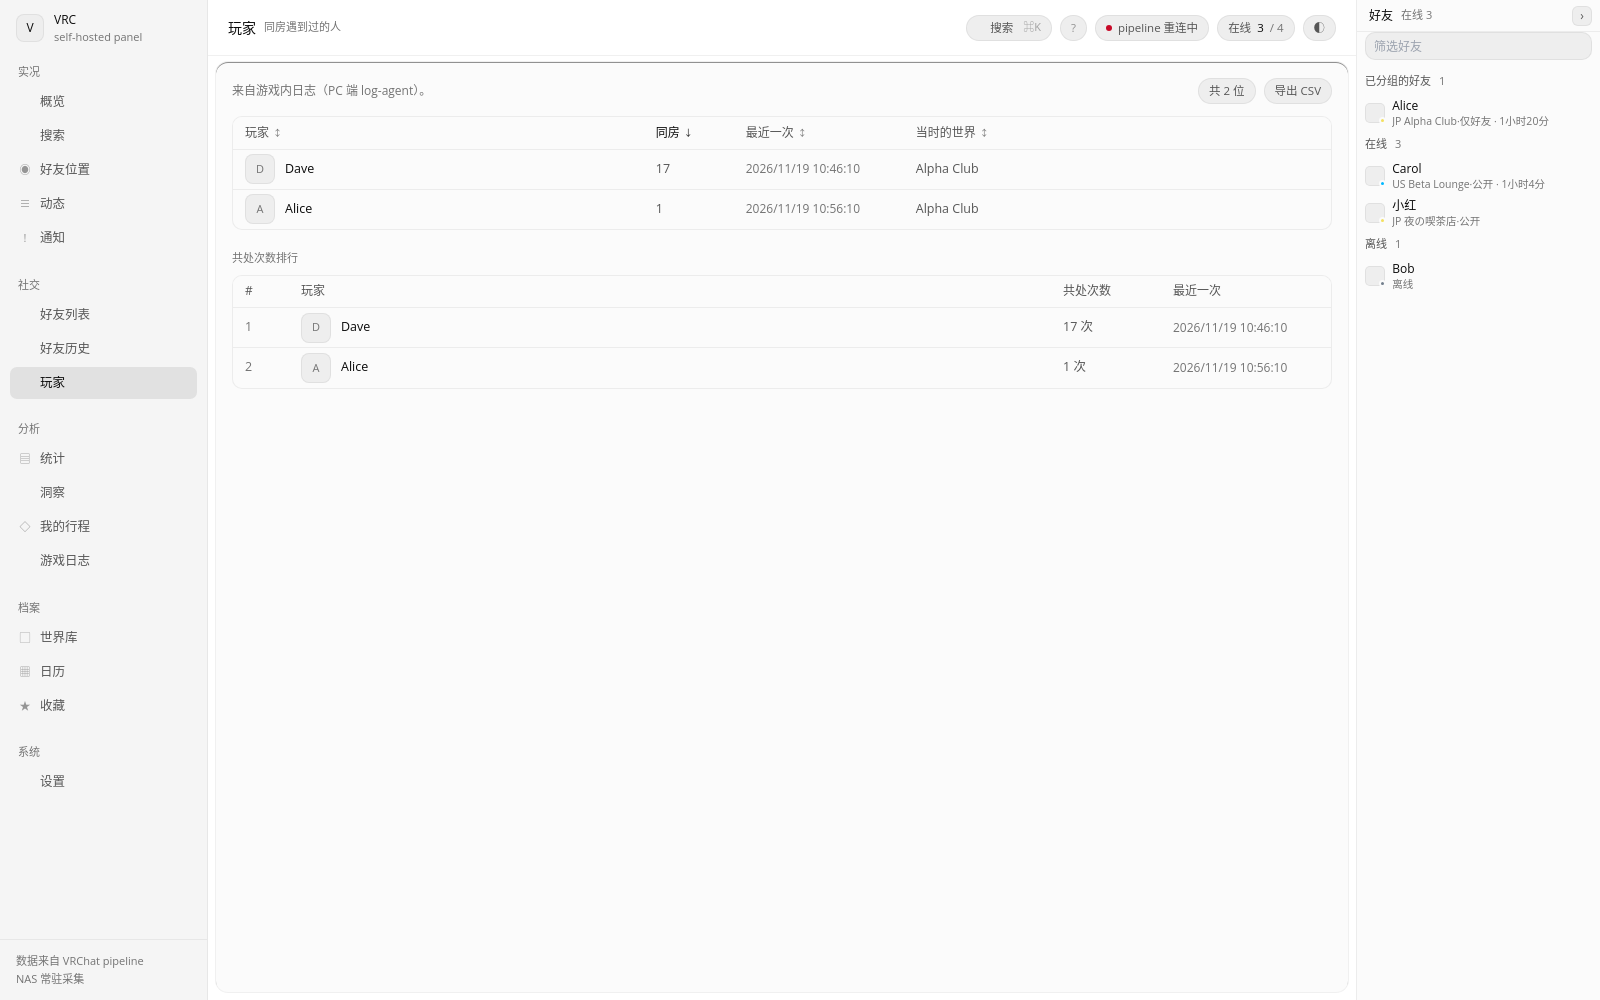 V
VRC
self-hosted panel
实况
概览
搜索
好友位置
动态
通知
社交
好友列表
好友历史
玩家
分析
统计
洞察
我的行程
游戏日志
档案
世界库
日历
收藏
系统
设置
数据来自 VRChat pipeline
NAS 常驻采集
玩家 同房遇到过的人
搜索 ⌘K
?
pipeline 重连中
在线 3 / 4
来自游戏内日志（PC 端 log-agent）。
共 2 位
导出 CSV
玩家 ↕ 同房 ↓ 最近一次 ↕ 当时的世界 ↕
D Dave 17 2026/11/19 10:46:10 Alpha Club
A Alice 1 2026/11/19 10:56:10 Alpha Club
共处次数排行
# 玩家 共处次数 最近一次
1 D Dave 17 次 2026/11/19 10:46:10
2 A Alice 1 次 2026/11/19 10:56:10
好友 在线 3 ›
筛选好友
已分组的好友 1
Alice
JP Alpha Club·仅好友 · 1小时20分
在线 3
Carol
US Beta Lounge·公开 · 1小时4分
小红
JP 夜の喫茶店·公开
离线 1
Bob
离线